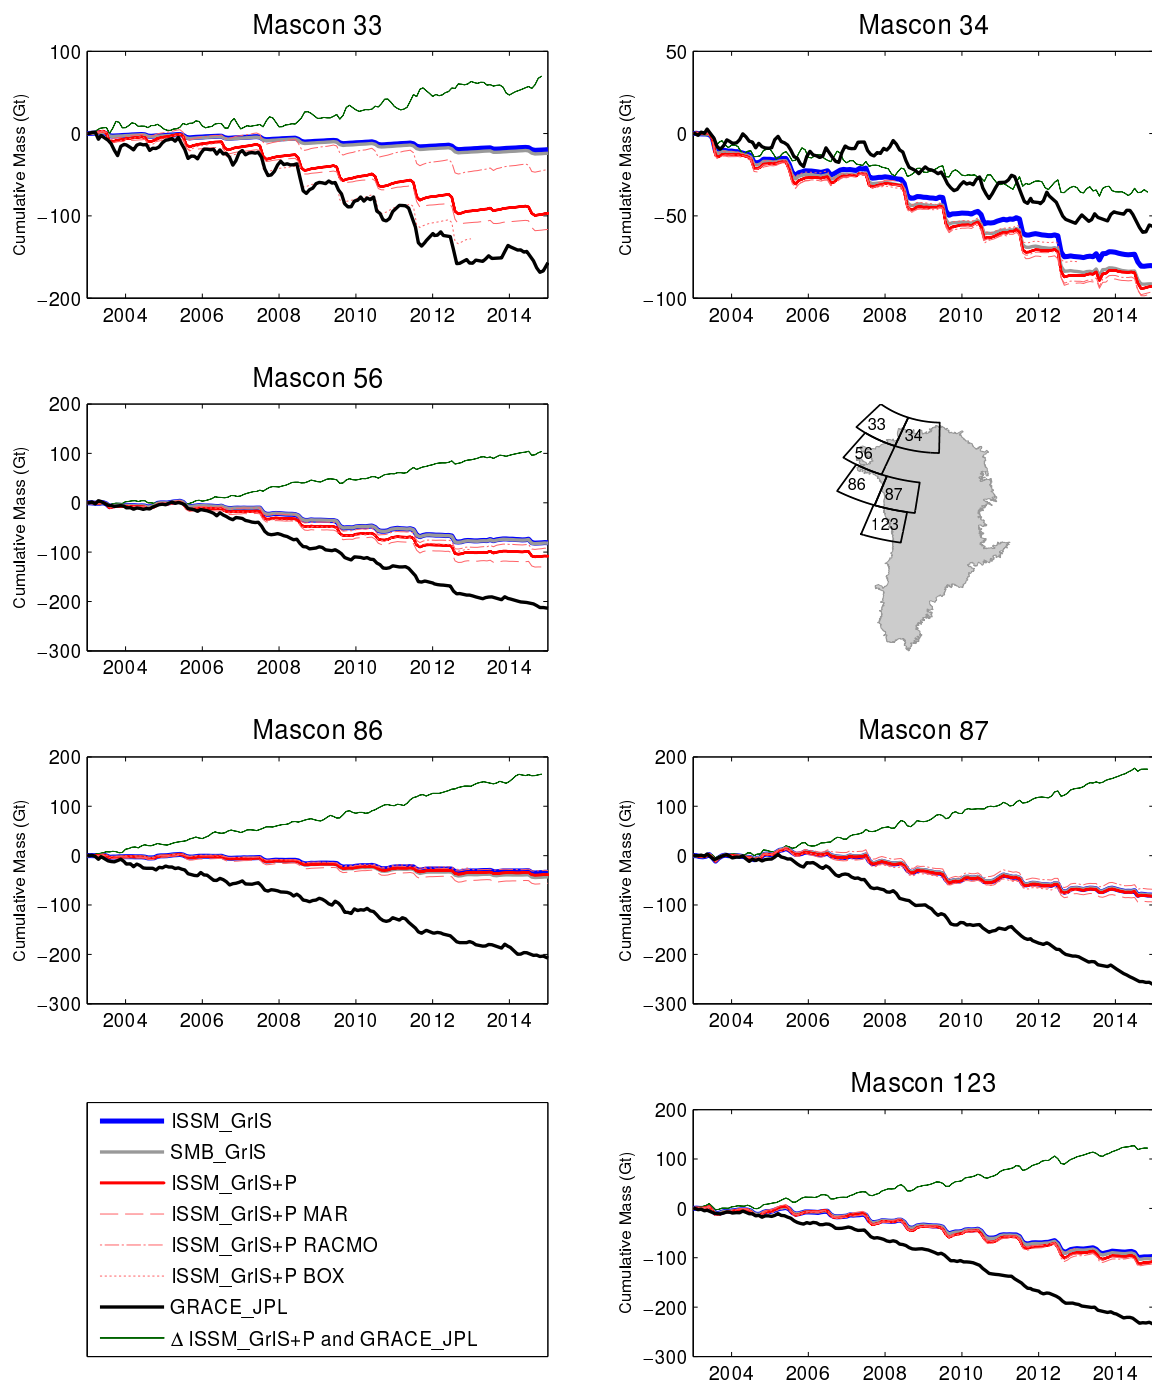 Mascon 33
Cumulative Mass (Gt)
100
0
−100
−200
2004 2006 2008 2010 2012 2014
Mascon 34
Cumulative Mass (Gt)
50
0
−50
−100
2004 2006 2008 2010 2012 2014
Mascon 56
Cumulative Mass (Gt)
200
100
0
−100
−200
−300
2004 2006 2008 2010 2012 2014
33
34
56
86
87
123
Mascon 86
Cumulative Mass (Gt)
200
100
0
−100
−200
−300
2004 2006 2008 2010 2012 2014
Mascon 87
Cumulative Mass (Gt)
200
100
0
−100
−200
−300
2004 2006 2008 2010 2012 2014
ISSM_GrIS
SMB_GrIS
ISSM_GrIS+P
ISSM_GrIS+P MAR
ISSM_GrIS+P RACMO
ISSM_GrIS+P BOX
GRACE_JPL
Δ ISSM_GrIS+P and GRACE_JPL
Mascon 123
Cumulative Mass (Gt)
200
100
0
−100
−200
−300
2004 2006 2008 2010 2012 2014